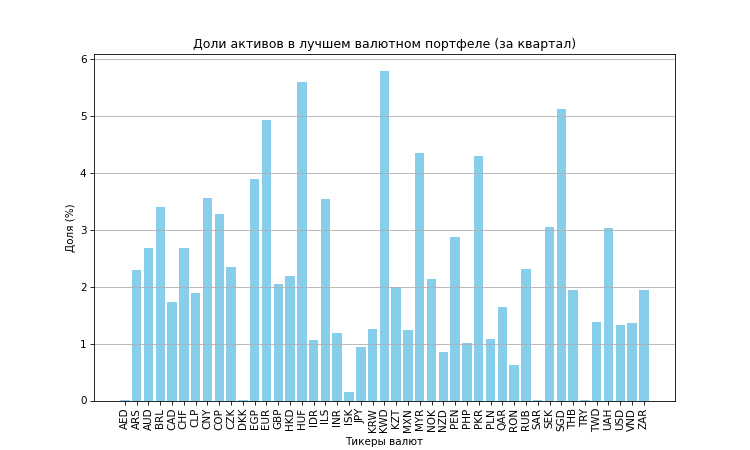 Доли активов в лучшем валютном портфеле (за квартал)
Доля (%)
6
5
4
3
2
1
0
AED ARS AUD BRL CAD CHF CLP CNY COP CZK DKK EGP EUR GBP HKD HUF IDR ILS INR ISK JPY KRW KWD KZT MXN MYR NOK NZD PEN PHP PKR PLN QAR RON RUB SAR SEK SGD THB TRY TWD UAH USD VND ZAR
Тикеры валют